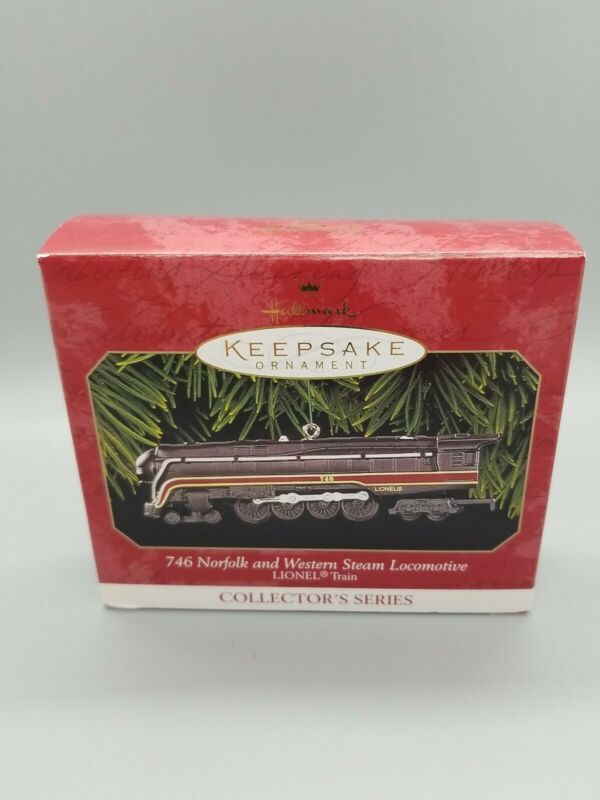 Hallmark
KEEPSAKE
ORNAMENT
746
LIONEL®
746 Norfolk and Western Steam Locomotive
LIONEL® Train
COLLECTOR'S SERIES